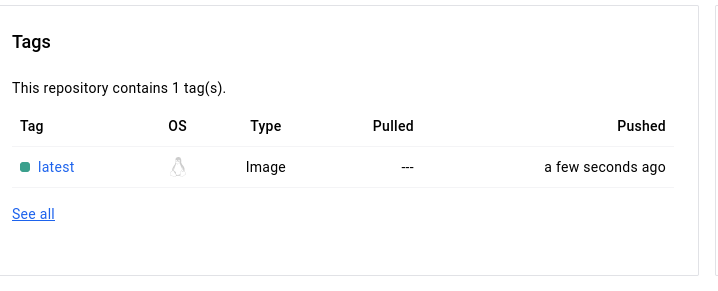 Tags
This repository contains 1 tag(s).
Tag OS Type Pulled Pushed
latest Image --- a few seconds ago
See all